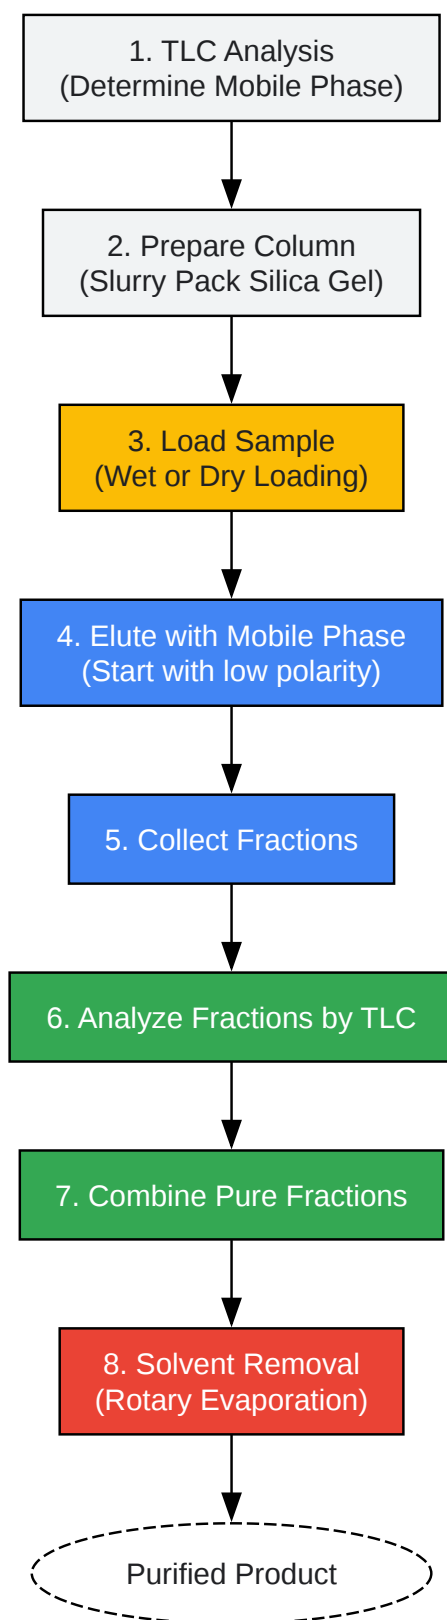 1. TLC Analysis
(Determine Mobile Phase)
2. Prepare Column
(Slurry Pack Silica Gel)
3. Load Sample
(Wet or Dry Loading)
4. Elute with Mobile Phase
(Start with low polarity)
5. Collect Fractions
6. Analyze Fractions by TLC
7. Combine Pure Fractions
8. Solvent Removal
(Rotary Evaporation)
Purified Product